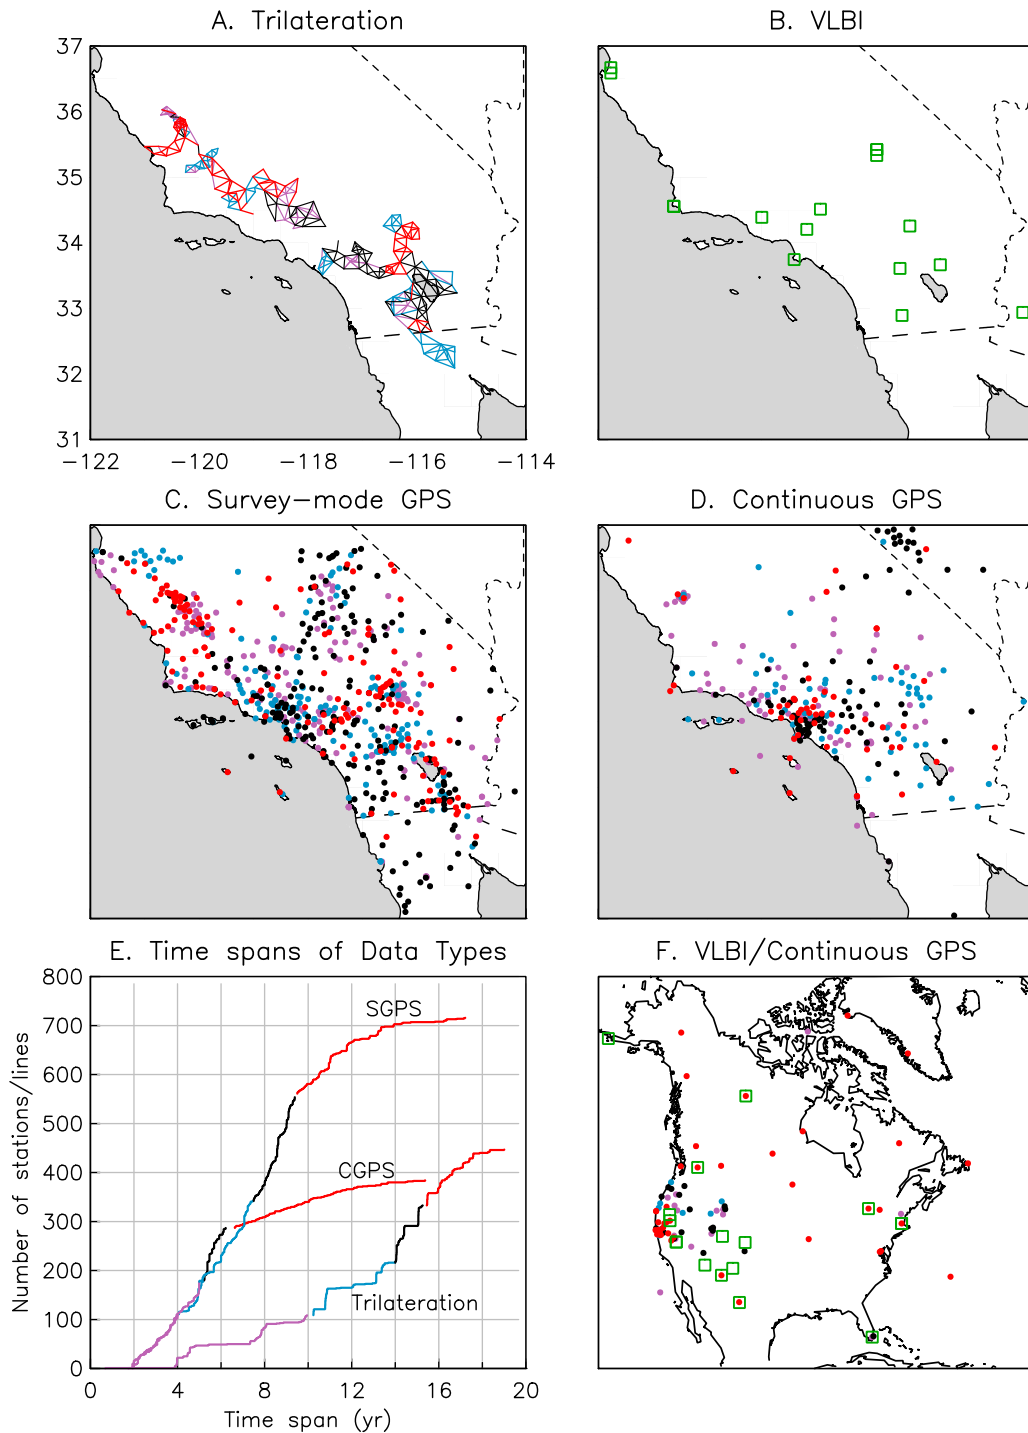 A. Trilateration
B. VLBI
37
36
35
34
33
32
31
-122
-120
-118
-116
-114
C. Survey-mode GPS
D. Continuous GPS
E. Time spans of Data Types
F. VLBI/Continuous GPS
Number of stations/lines
800
700
600
500
400
300
200
100
0
SGPS
CGPS
Trilateration
0
4
8
12
16
20
Time span (yr)